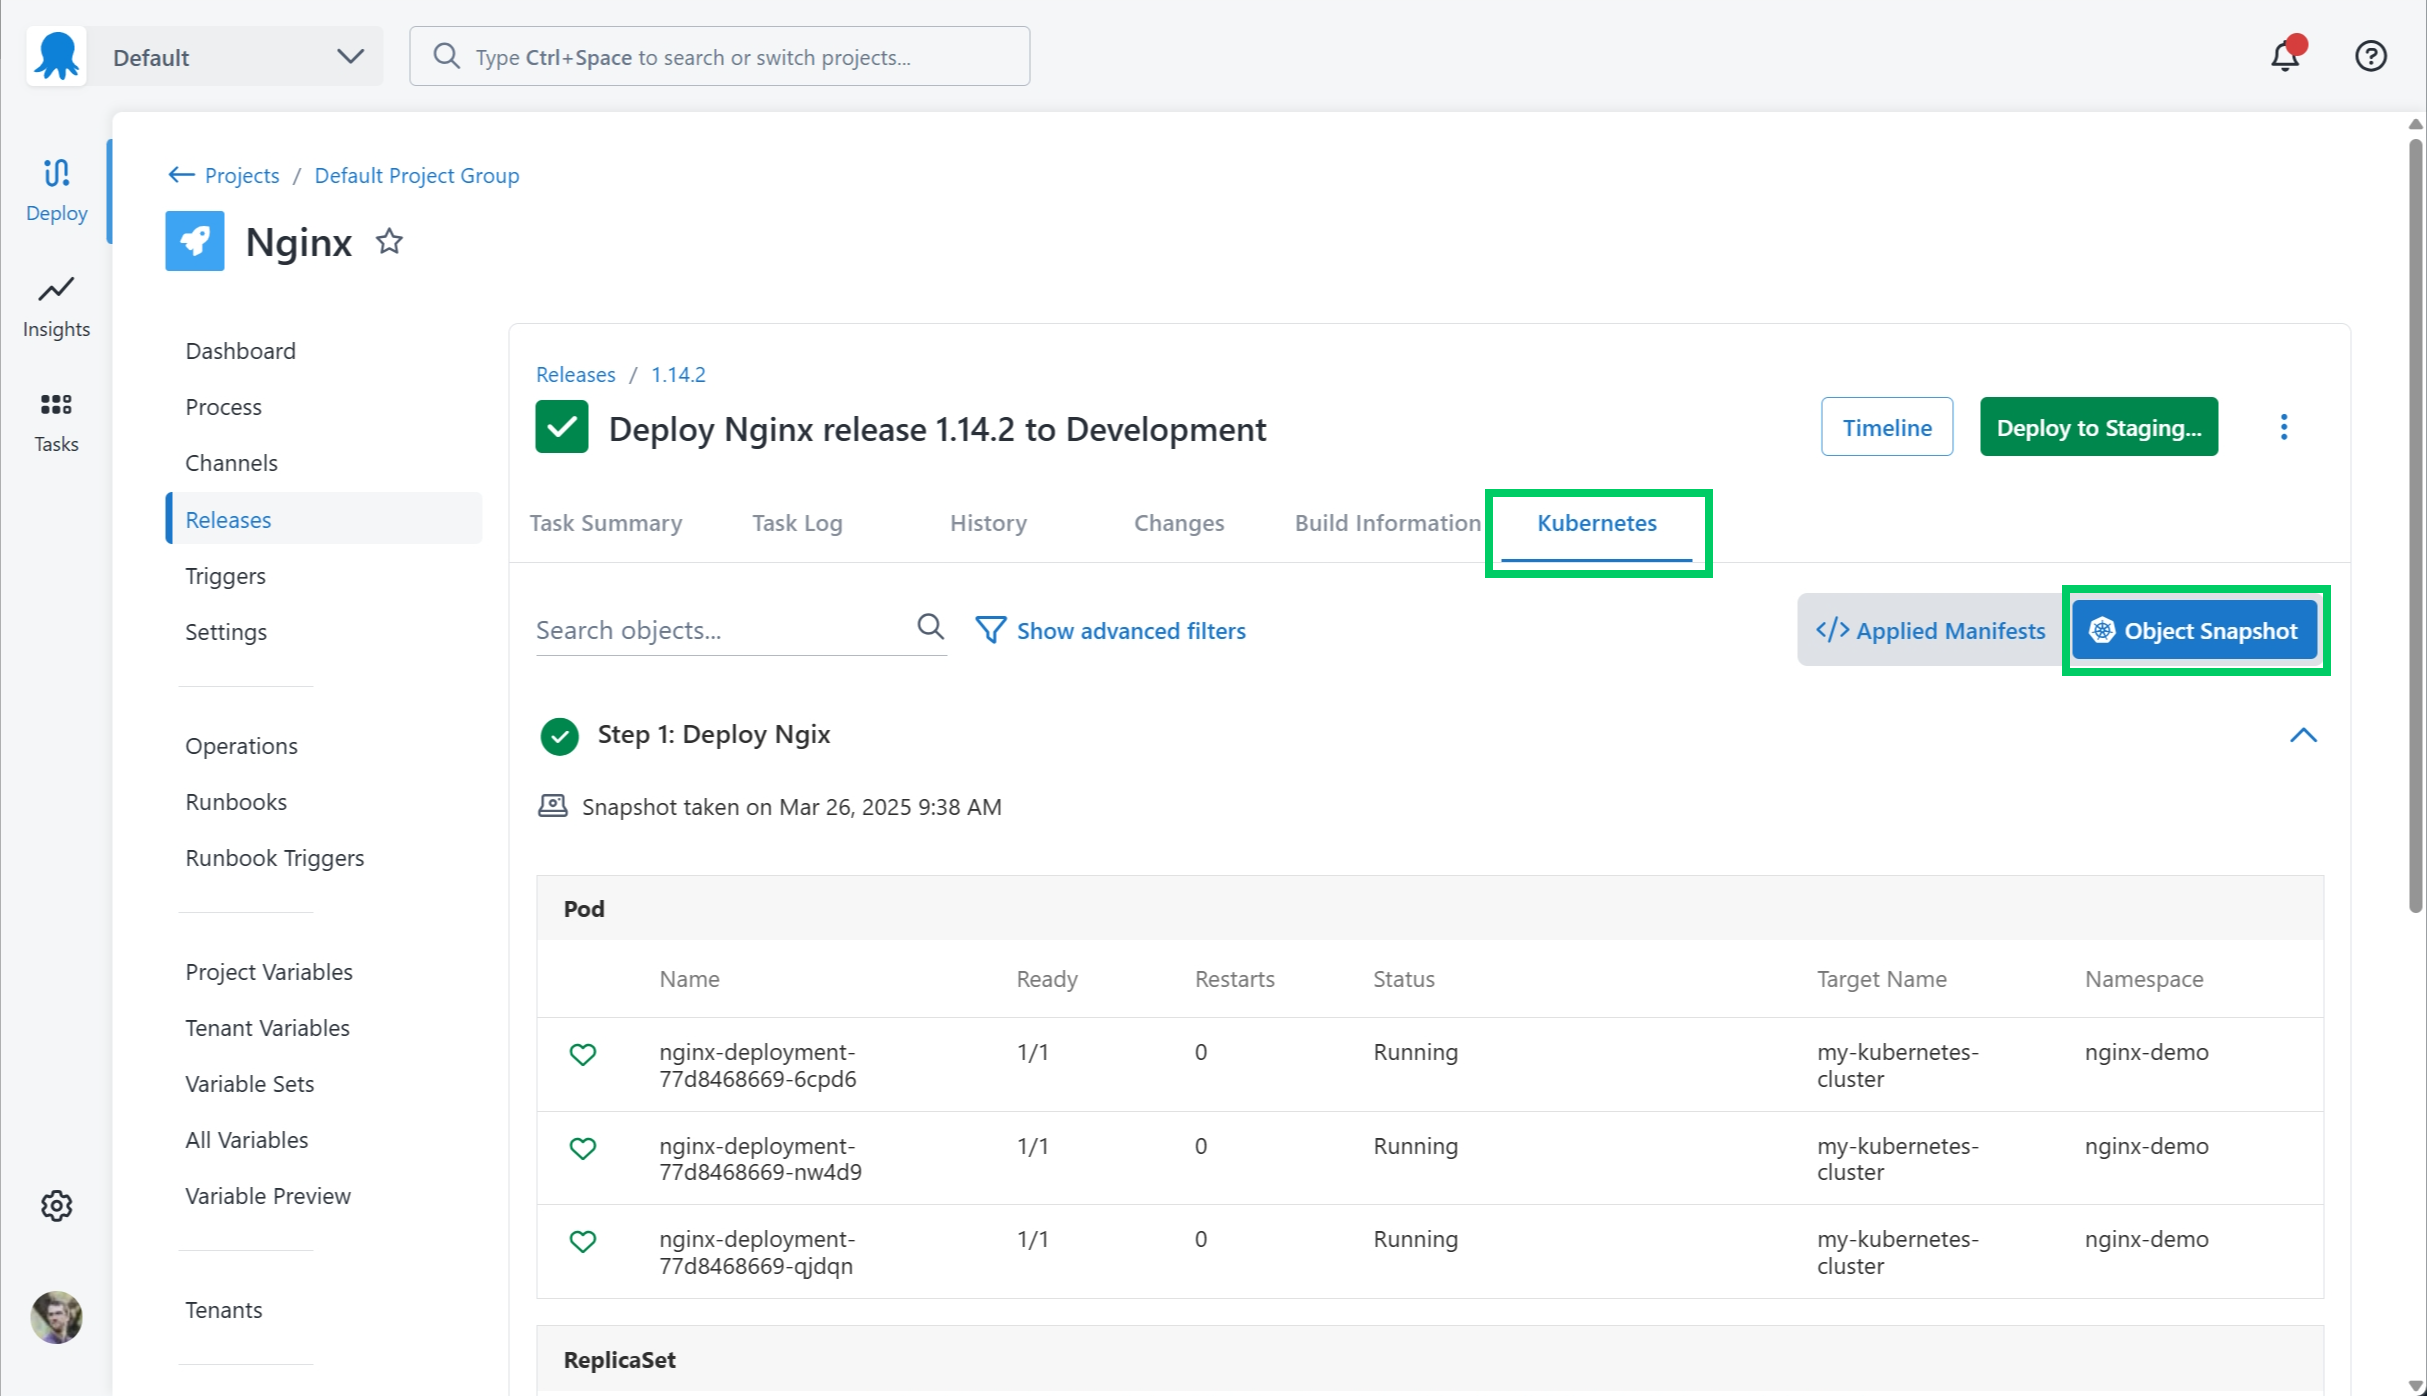 Default
Type Ctrl+Space to search or switch projects...
Deploy
Insights
Tasks
Projects / Default Project Group
Nginx
Dashboard
Process
Channels
Releases
Triggers
Settings
Operations
Runbooks
Runbook Triggers
Project Variables
Tenant Variables
Variable Sets
All Variables
Variable Preview
Tenants
Releases / 1.14.2
Deploy Nginx release 1.14.2 to Development
Timeline
Deploy to Staging...
Task Summary Task Log History Changes Build Information Kubernetes
Search objects...
Show advanced filters
</> Applied Manifests
Object Snapshot
Step 1: Deploy Ngix
Snapshot taken on Mar 26, 2025 9:38 AM
Pod
Name Ready Restarts Status Target Name Namespace
nginx-deployment- 1/1 0 Running my-kubernetes- nginx-demo
77d8468669-6cpd6 cluster
nginx-deployment- 1/1 0 Running my-kubernetes- nginx-demo
77d8468669-nw4d9 cluster
nginx-deployment- 1/1 0 Running my-kubernetes- nginx-demo
77d8468669-qjdqn cluster
ReplicaSet